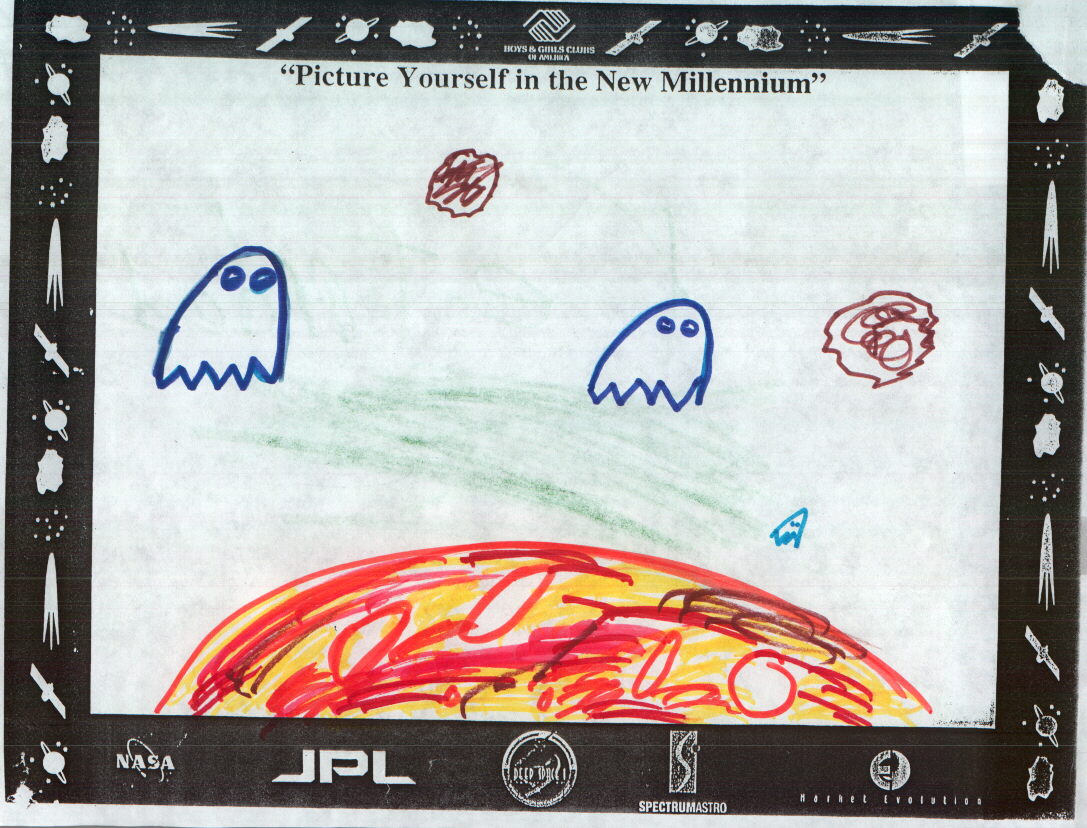 BOYS & GIRLS CLUBS
OF AMERICA
“Picture Yourself in the New Millennium”
NASA
JPL
DEEP SPACE 1
SPECTRUMASTRO
Market Evolution